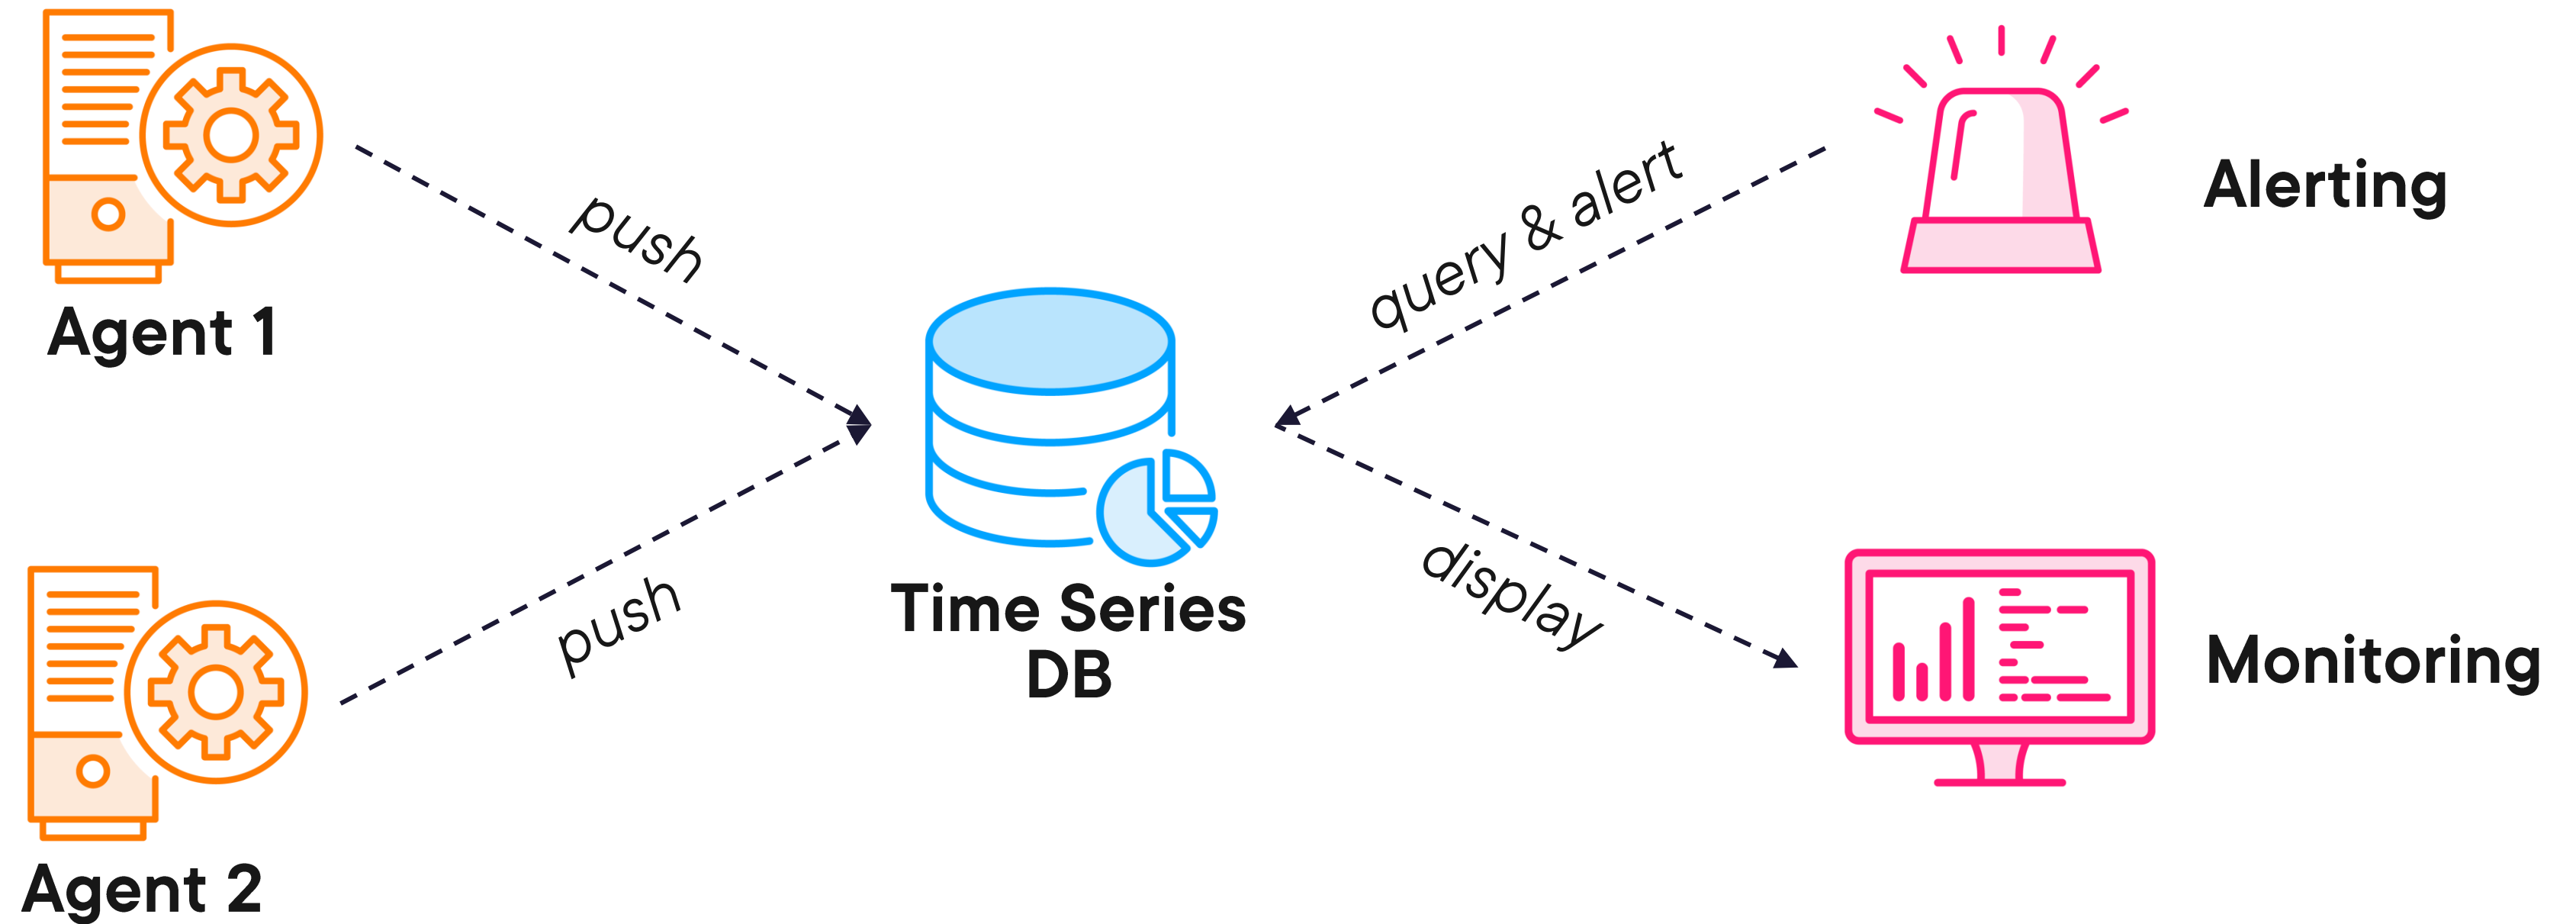 Agent 1
push
push
Agent 2
Time Series
DB
query & alert
display
Alerting
Monitoring